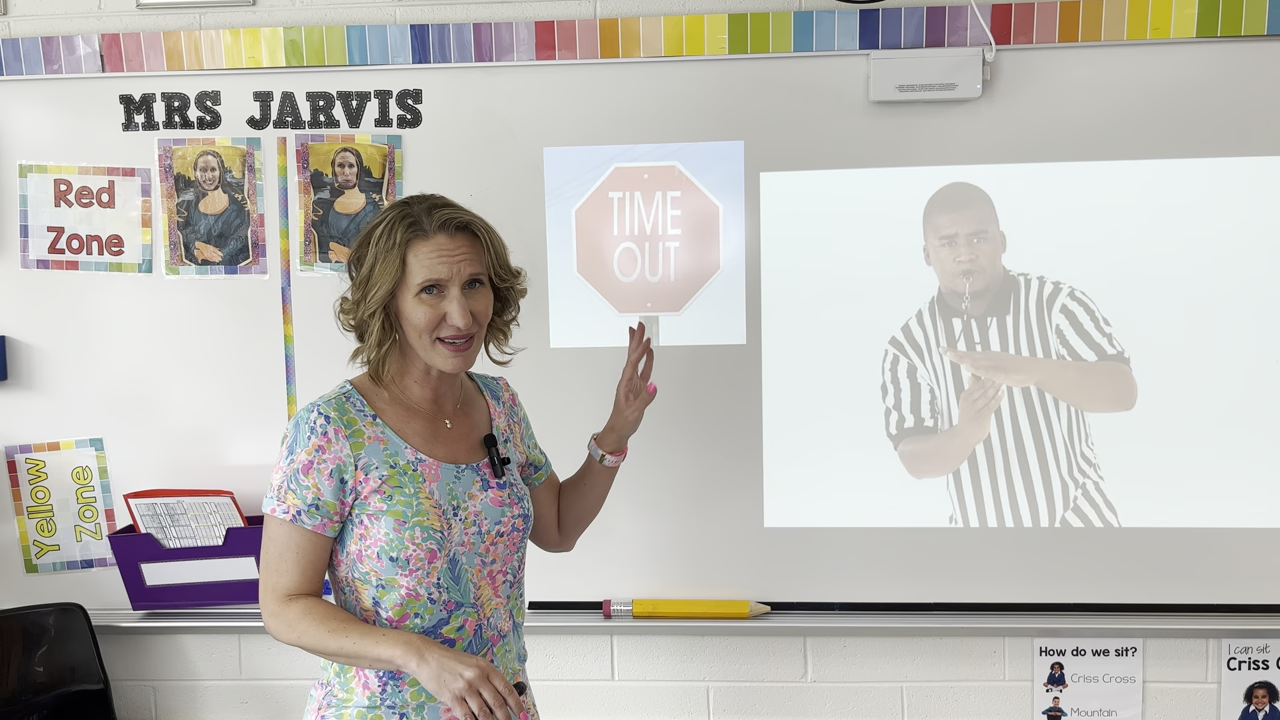 MRS JARVIS
Red
Zone
TIME
OUT
Yellow
Zone
How do we sit?
Criss Cross
Mountain
I can sit
Criss